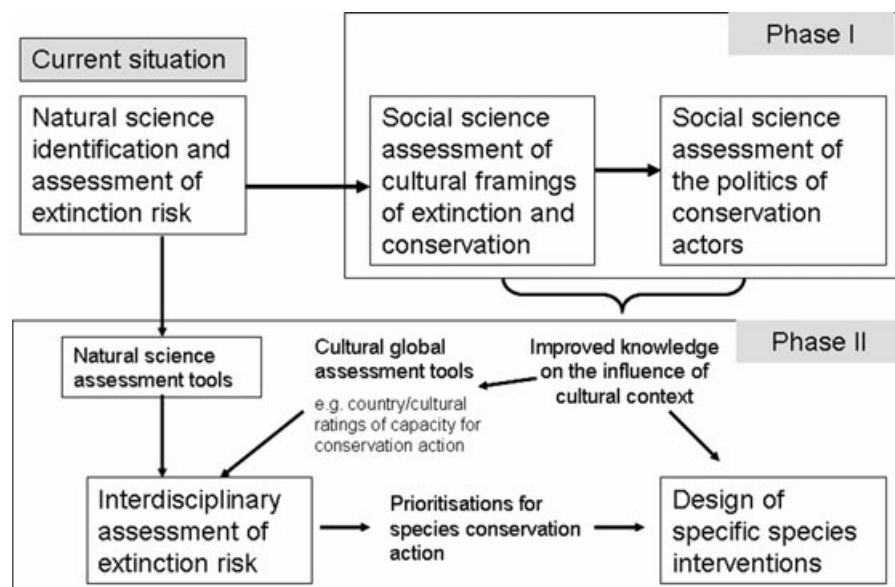 Phase I
Current situation
Natural science
identification and
assessment of
extinction risk
Social science
assessment of
cultural framings
of extinction and
conservation
Social science
assessment of
the politics of
conservation
actors
Phase II
Natural science
assessment tools
Cultural global
assessment tools
e.g. country/cultural
ratings of capacity for
conservation action
Improved knowledge
on the influence of
cultural context
Interdisciplinary
assessment of
extinction risk
Prioritisations for
species conservation
action
Design of
specific species
interventions